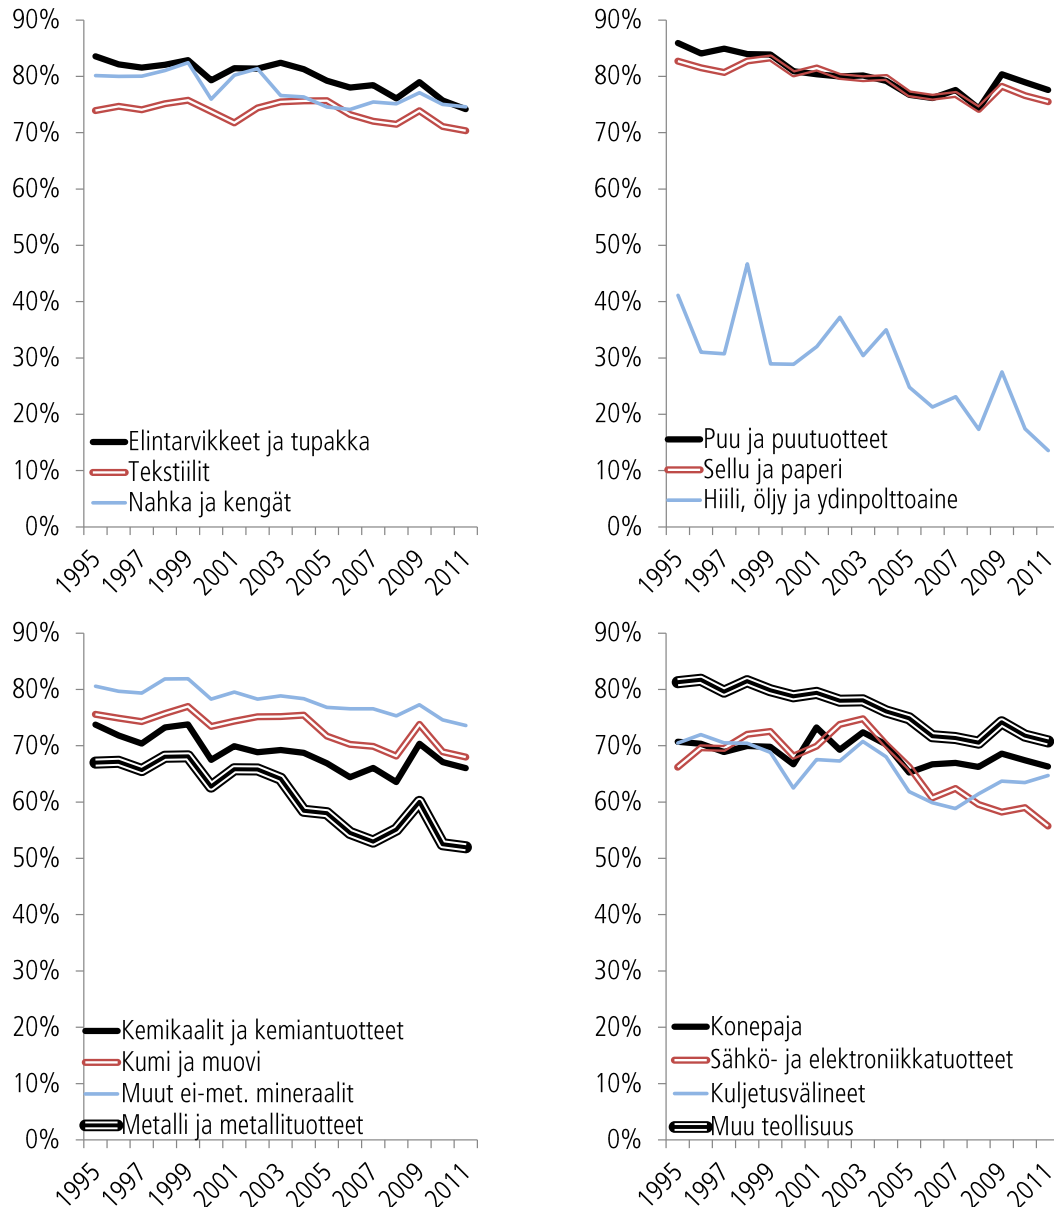 90%
80%
70%
60%
50%
40%
30%
20%
10%
0%
Elintarvikkeet ja tupakka
Tekstiilit
Nahka ja kengät
1995 1997 1999 2001 2003 2005 2007 2009 2011
90%
80%
70%
60%
50%
40%
30%
20%
10%
0%
Puu ja puutuotteet
Sellu ja paperi
Hiili, öljy ja ydinpolttoaine
1995 1997 1999 2001 2003 2005 2007 2009 2011
90%
80%
70%
60%
50%
40%
30%
20%
10%
0%
Kemikaalit ja kemiantuotteet
Kumi ja muovi
Muut ei-met. mineraalit
Metalli ja metallituotteet
1995 1997 1999 2001 2003 2005 2007 2009 2011
90%
80%
70%
60%
50%
40%
30%
20%
10%
0%
Konepaja
Sähkö- ja elektroniikkatuotteet
Kuljetusvälineet
Muu teollisuus
1995 1997 1999 2001 2003 2005 2007 2009 2011